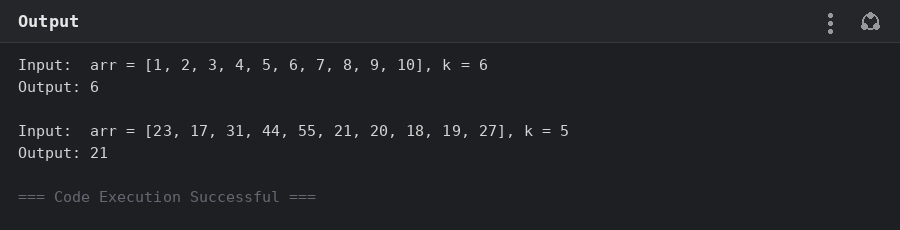 Output
Input:  arr = [1, 2, 3, 4, 5, 6, 7, 8, 9, 10], k = 6
Output: 6
Input:  arr = [23, 17, 31, 44, 55, 21, 20, 18, 19, 27], k = 5
Output: 21
=== Code Execution Successful ===